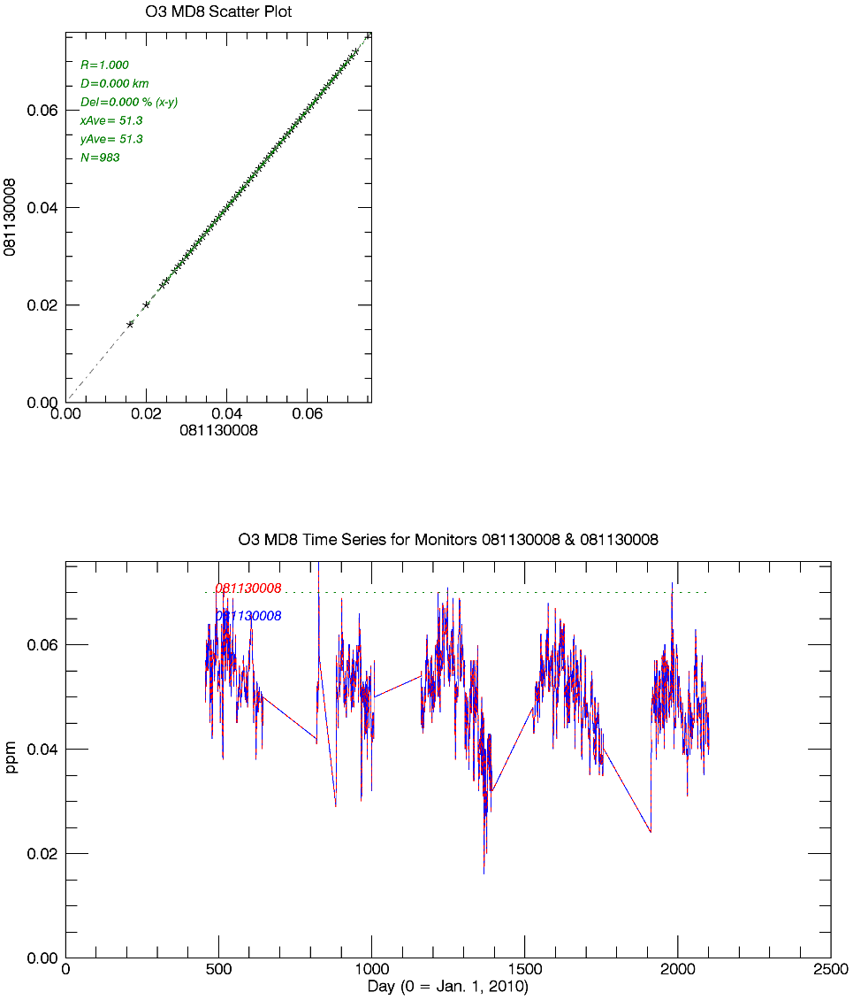 O3 MD8 Scatter Plot
R=1.000
D=0.000 km
Del=0.000 % (x-y)
xAve= 51.3
yAve= 51.3
N=983
0.06
0.04
0.02
0.00
081130008
0.00 0.02 0.04 0.06
081130008
O3 MD8 Time Series for Monitors 081130008 & 081130008
081130008
081130008
0.06
0.04
0.02
0.00
ppm
0 500 1000 1500 2000 2500
Day (0 = Jan. 1, 2010)